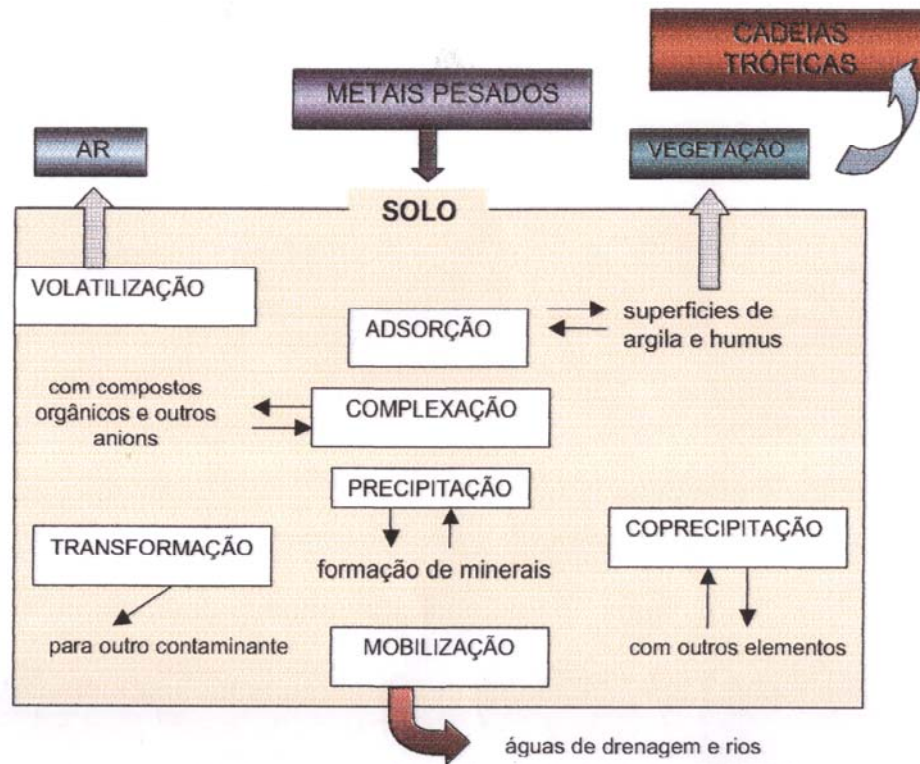 CADEIAS
TRÓFICAS
METAIS PESADOS
AR
VEGETAÇÃO
SOLO
VOLATILIZAÇÃO
ADSORÇÃO
superficies de
argila e humus
com compostos
orgânicos e outros
anions
COMPLEXAÇÃO
PRECIPITAÇÃO
formação de minerais
TRANSFORMAÇÃO
para outro contaminante
COPRECIPITAÇÃO
com outros elementos
MOBILIZAÇÃO
águas de drenagem e rios